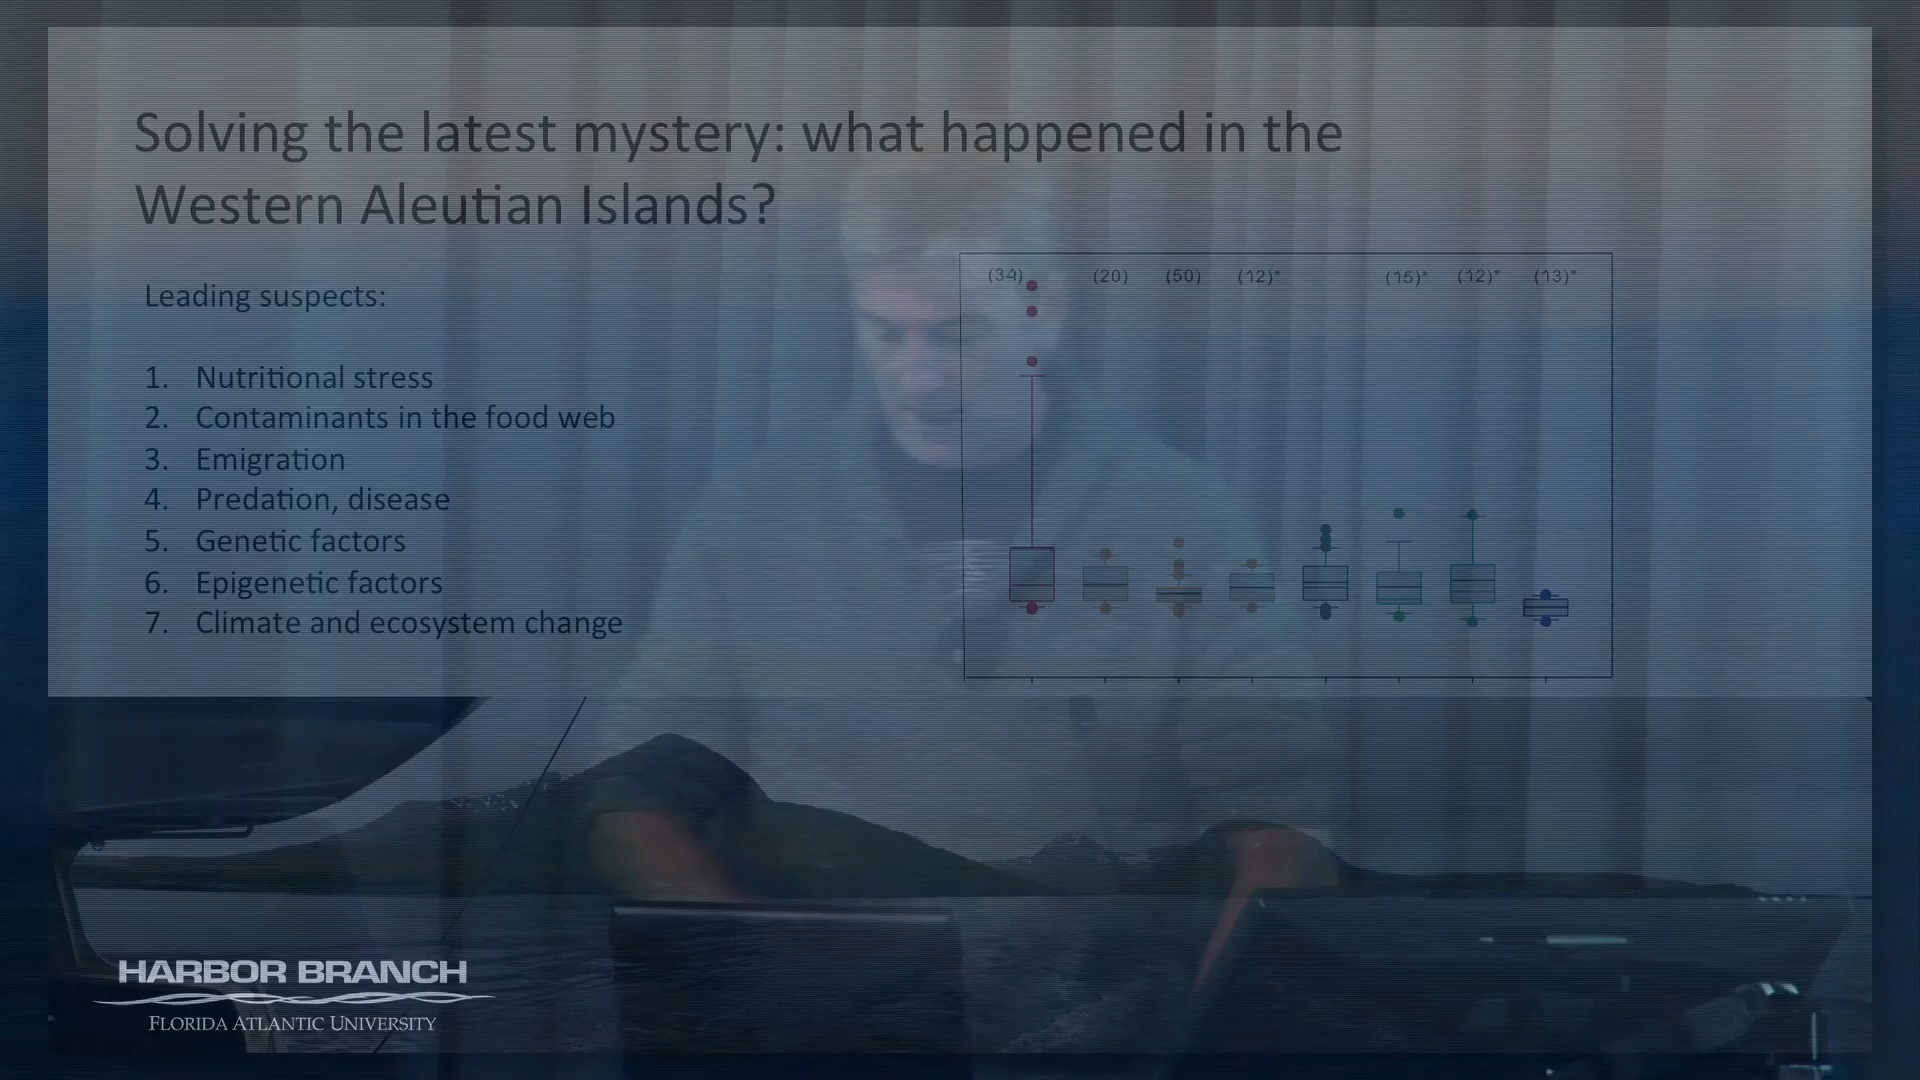 Solving the latest mystery: what happened in the
Western Aleutian Islands?
Leading suspects:
1. Nutritional stress
2. Contaminants in the food web
3. Emigration
4. Predation, disease
5. Genetic factors
6. Epigenetic factors
7. Climate and ecosystem change
(34) (20) (50) (12)* (15)* (12)* (13)*
HARBOR BRANCH
FLORIDA ATLANTIC UNIVERSITY